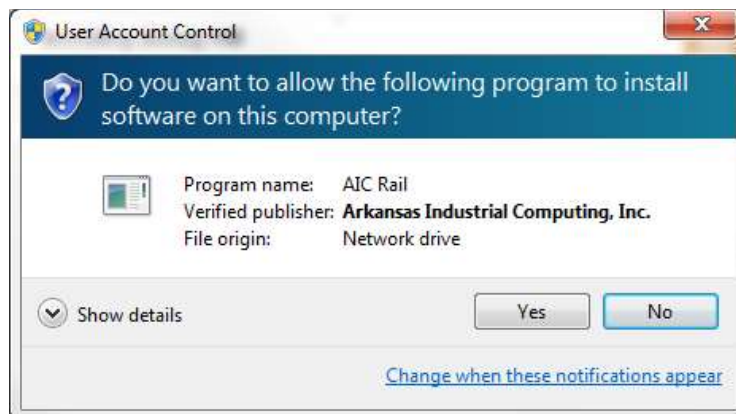 User Account Control
Do you want to allow the following program to install
software on this computer?
Program name: AIC Rail
Verified publisher: Arkansas Industrial Computing, Inc.
File origin: Network drive
Show details
Yes
No
Change when these notifications appear